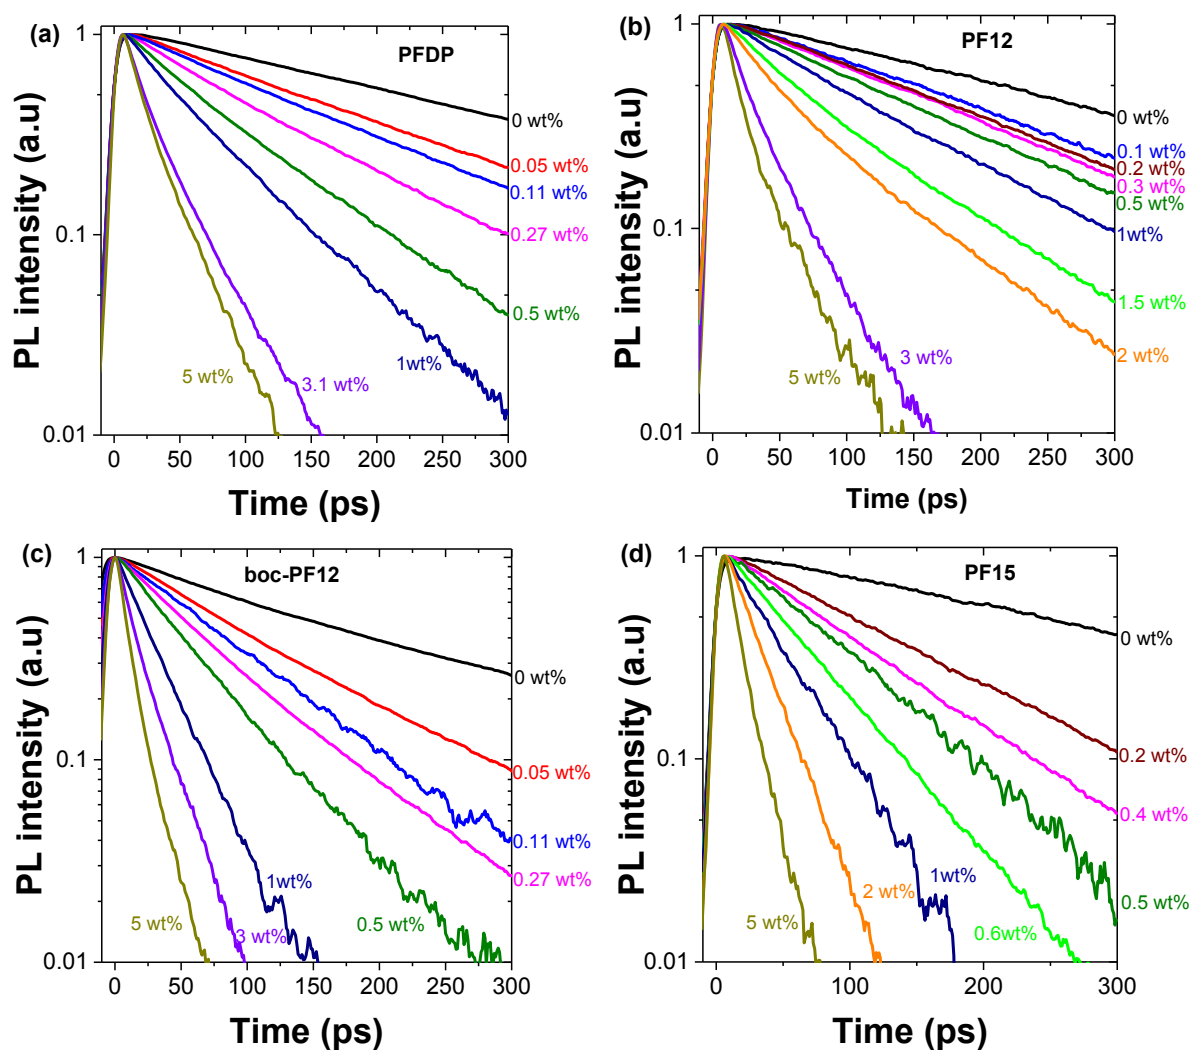 (a)
PFDP
PL intensity (a.u)
1
0.1
0.01
0 wt%
0.05 wt%
0.11 wt%
0.27 wt%
0.5 wt%
1wt%
3.1 wt%
5 wt%
0 50 100 150 200 250 300
Time (ps)
(b)
PF12
PL intensity (a.u)
1
0.1
0.01
0 wt%
0.1 wt%
0.2 wt%
0.3 wt%
0.5 wt%
1wt%
1.5 wt%
2 wt%
3 wt%
5 wt%
0 50 100 150 200 250 300
Time (ps)
(c)
boc-PF12
PL intensity (a.u)
1
0.1
0.01
0 wt%
0.05 wt%
0.11 wt%
0.27 wt%
0.5 wt%
1wt%
3 wt%
5 wt%
0 50 100 150 200 250 300
Time (ps)
(d)
PF15
PL intensity (a.u)
1
0.1
0.01
0 wt%
0.2 wt%
0.4 wt%
0.5 wt%
0.6wt%
1wt%
2 wt%
5 wt%
0 100 200 300
Time (ps)